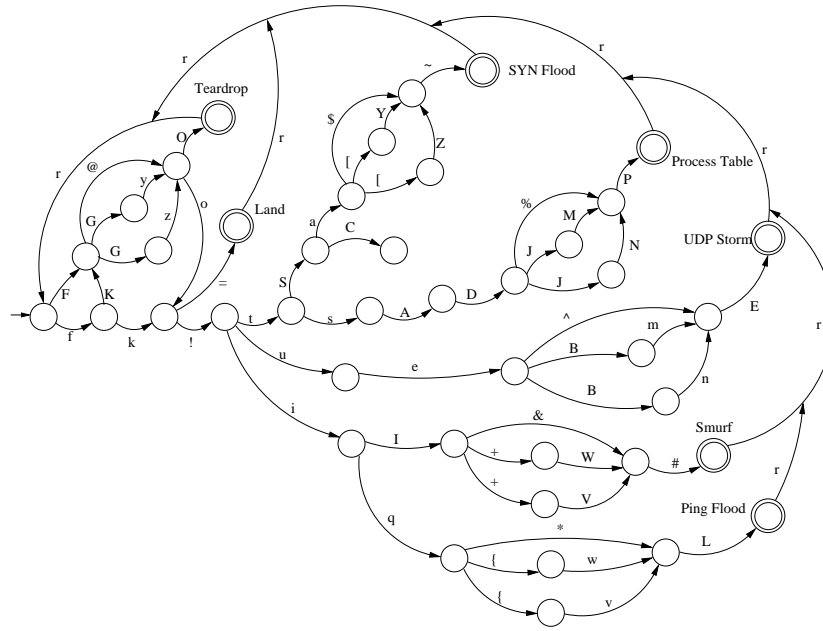 r
r
SYN Flood
~
r
Teardrop
$
Y
O
Z
r
Process Table
@
[
r
P
r
y
[
%
M
G
o
Land
a
C
J
N
UDP Storm
z
G
J
F
K
=
S
D
E
A
^
m
f
k
!
t
s
r
u
e
B
n
B
i
&
Smurf
I
+
W
#
+
V
r
Ping Flood
q
*
L
{
w
{
v